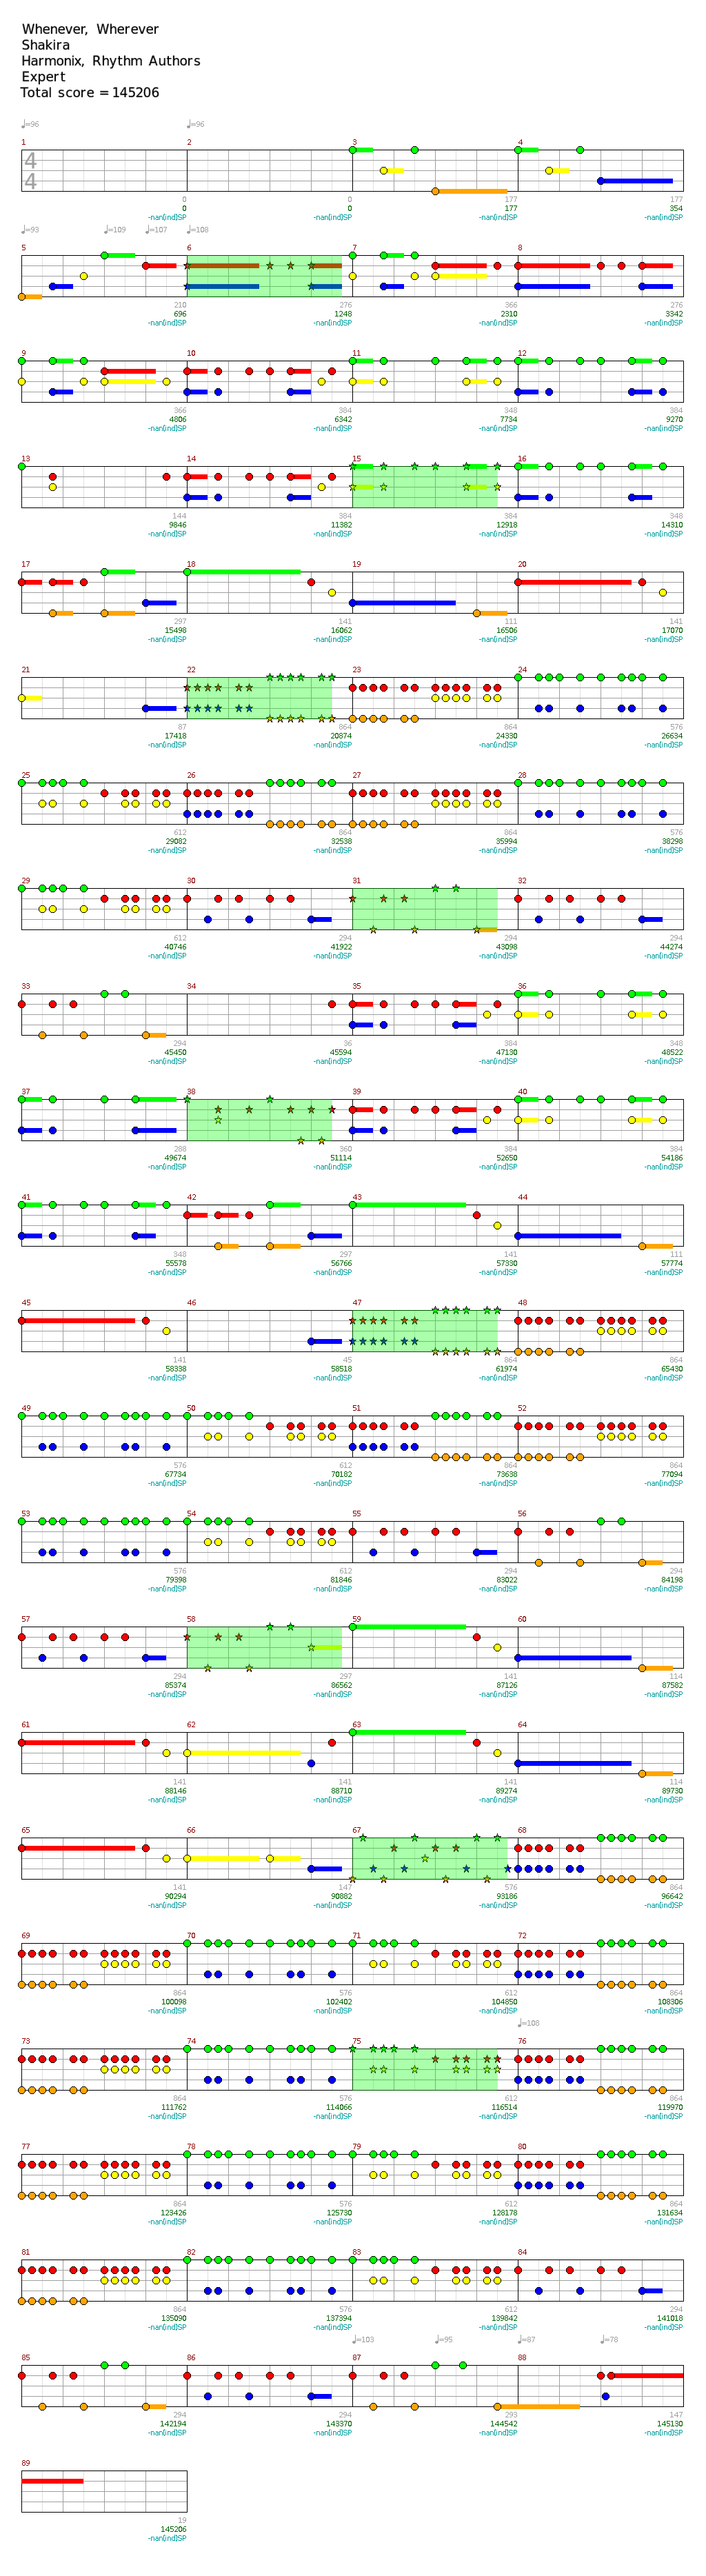 Whenever, Wherever
Shakira
Harmonix, Rhythm Authors
Expert
Total score = 145206
♩=96 ♩=96
1 2 3 4
4
4
0 0 177 177
0 0 177 354
-nan(ind)SP -nan(ind)SP -nan(ind)SP -nan(ind)SP
♩=93 ♩=109 ♩=107 ♩=108
5 6 7 8
210 276 366 276
696 1248 2310 3342
-nan(ind)SP -nan(ind)SP -nan(ind)SP -nan(ind)SP
9 10 11 12
366 384 348 384
4806 6342 7734 9270
-nan(ind)SP -nan(ind)SP -nan(ind)SP -nan(ind)SP
13 14 15 16
144 384 384 348
9846 11382 12918 14310
-nan(ind)SP -nan(ind)SP -nan(ind)SP -nan(ind)SP
17 18 19 20
297 141 111 141
15498 16062 16506 17070
-nan(ind)SP -nan(ind)SP -nan(ind)SP -nan(ind)SP
21 22 23 24
87 864 864 576
17418 20874 24330 26634
-nan(ind)SP -nan(ind)SP -nan(ind)SP -nan(ind)SP
25 26 27 28
612 864 864 576
29082 32538 35994 38298
-nan(ind)SP -nan(ind)SP -nan(ind)SP -nan(ind)SP
29 30 31 32
612 294 294 294
40746 41922 43098 44274
-nan(ind)SP -nan(ind)SP -nan(ind)SP -nan(ind)SP
33 34 35 36
294 36 384 348
45450 45594 47130 48522
-nan(ind)SP -nan(ind)SP -nan(ind)SP -nan(ind)SP
37 38 39 40
288 360 384 384
49674 51114 52650 54186
-nan(ind)SP -nan(ind)SP -nan(ind)SP -nan(ind)SP
41 42 43 44
348 297 141 111
55578 56766 57330 57774
-nan(ind)SP -nan(ind)SP -nan(ind)SP -nan(ind)SP
45 46 47 48
141 45 864 864
58338 58518 61974 65430
-nan(ind)SP -nan(ind)SP -nan(ind)SP -nan(ind)SP
49 50 51 52
576 612 864 864
67734 70182 73638 77094
-nan(ind)SP -nan(ind)SP -nan(ind)SP -nan(ind)SP
53 54 55 56
576 612 294 294
79398 81846 83022 84198
-nan(ind)SP -nan(ind)SP -nan(ind)SP -nan(ind)SP
57 58 59 60
294 297 141 114
85374 86562 87126 87582
-nan(ind)SP -nan(ind)SP -nan(ind)SP -nan(ind)SP
61 62 63 64
141 141 141 114
88146 88710 89274 89730
-nan(ind)SP -nan(ind)SP -nan(ind)SP -nan(ind)SP
65 66 67 68
141 147 576 864
90294 90882 93186 96642
-nan(ind)SP -nan(ind)SP -nan(ind)SP -nan(ind)SP
69 70 71 72
864 576 612 864
100098 102402 104850 108306
-nan(ind)SP -nan(ind)SP -nan(ind)SP -nan(ind)SP
♩=108
73 74 75 76
864 576 612 864
111762 114066 116514 119970
-nan(ind)SP -nan(ind)SP -nan(ind)SP -nan(ind)SP
77 78 79 80
864 576 612 864
123426 125730 128178 131634
-nan(ind)SP -nan(ind)SP -nan(ind)SP -nan(ind)SP
81 82 83 84
864 576 612 294
135090 137394 139842 141018
-nan(ind)SP -nan(ind)SP -nan(ind)SP -nan(ind)SP
♩=103 ♩=95 ♩=87 ♩=78
85 86 87 88
294 294 293 147
142194 143370 144542 145130
-nan(ind)SP -nan(ind)SP -nan(ind)SP -nan(ind)SP
89
19
145206
-nan(ind)SP